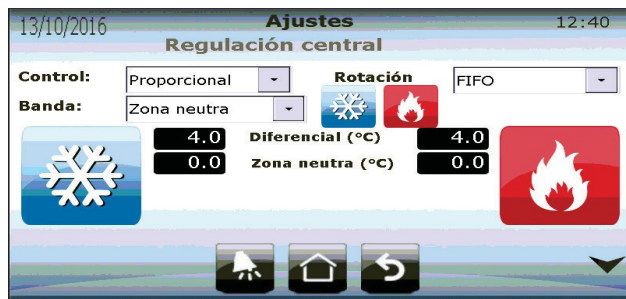 13/10/2016 Ajustes 12:40
Regulación central
Control: Proporcional Rotación FIFO
Banda: Zona neutra
4.0 Diferencial (°C) 4.0
0.0 Zona neutra (°C) 0.0